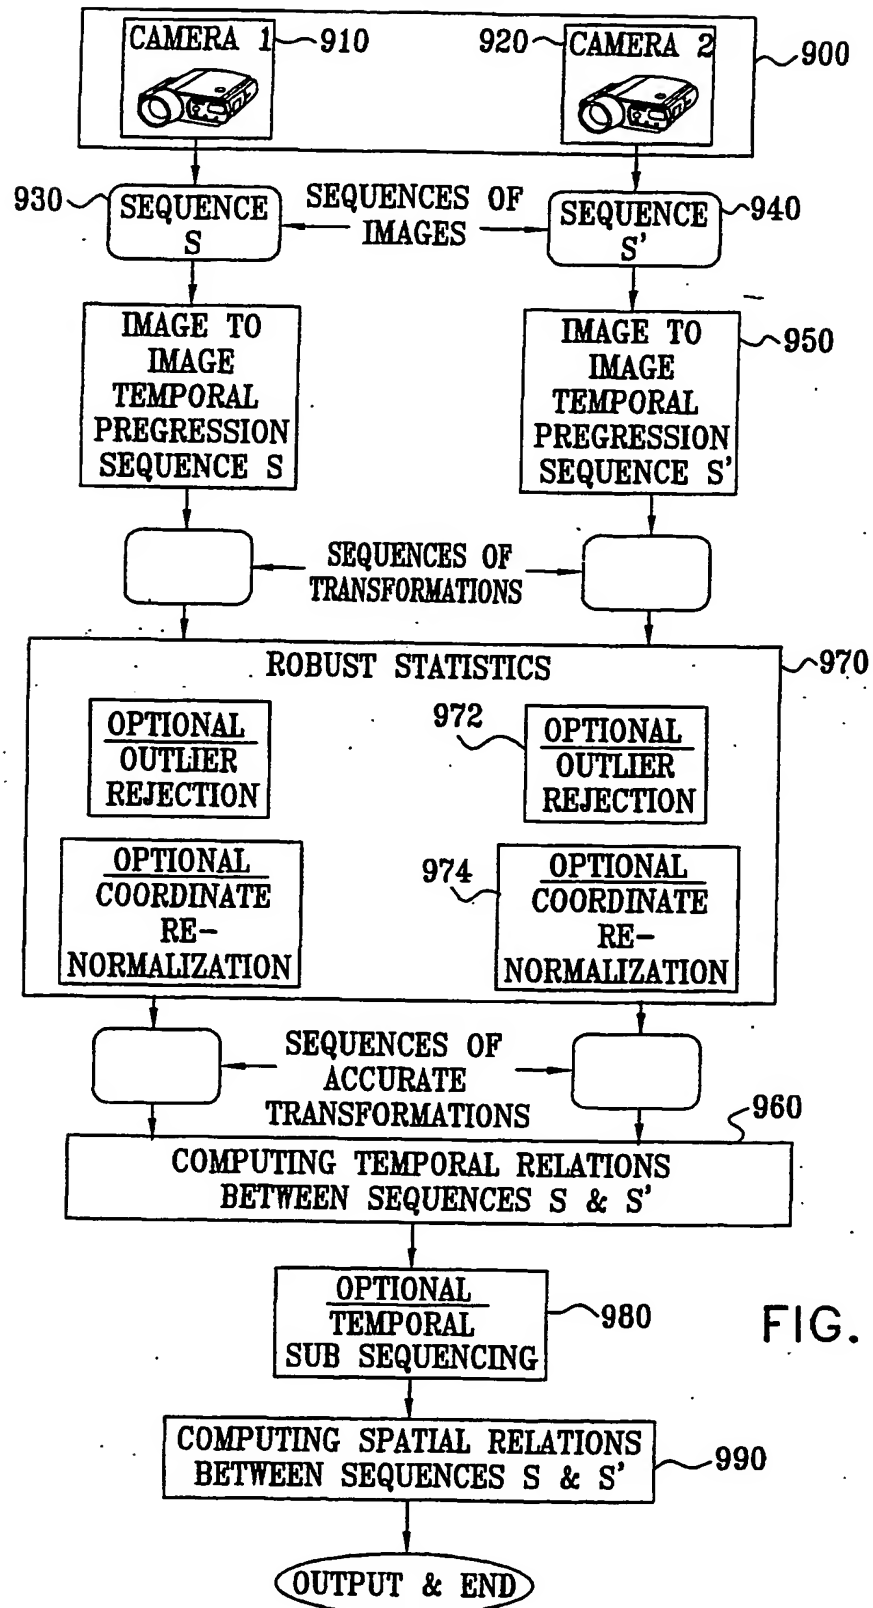 CAMERA 1
910
920
CAMERA 2
900
930
SEQUENCE
S
SEQUENCES OF
IMAGES
SEQUENCE
S'
940
IMAGE TO
IMAGE
TEMPORAL
PREGRESSION
SEQUENCE S
IMAGE TO
IMAGE
TEMPORAL
PREGRESSION
SEQUENCE S'
950
SEQUENCES OF
TRANSFORMATIONS
ROBUST STATISTICS
970
OPTIONAL
OUTLIER
REJECTION
972
OPTIONAL
OUTLIER
REJECTION
OPTIONAL
COORDINATE
RE-
NORMALIZATION
974
OPTIONAL
COORDINATE
RE-
NORMALIZATION
SEQUENCES OF
ACCURATE
TRANSFORMATIONS
960
COMPUTING TEMPORAL RELATIONS
BETWEEN SEQUENCES S & S'
OPTIONAL
TEMPORAL
SUB SEQUENCING
980
FIG.
COMPUTING SPATIAL RELATIONS
BETWEEN SEQUENCES S & S'
990
OUTPUT & END